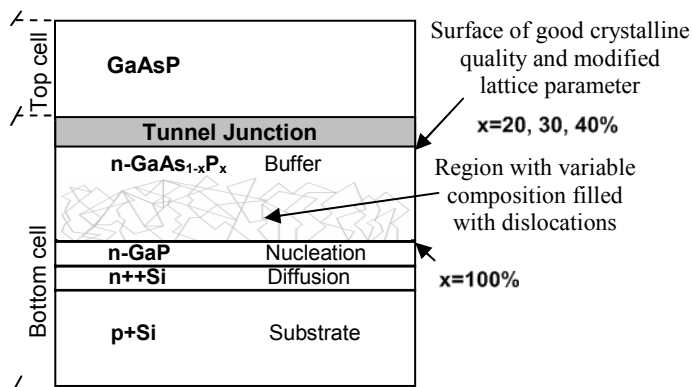 Top cell
Bottom cell
GaAsP
Tunnel Junction
n-GaAs1-xPx Buffer
n-GaP Nucleation
n++Si Diffusion
p+Si Substrate
Surface of good crystalline
quality and modified
lattice parameter
x=20, 30, 40%
Region with variable
composition filled
with dislocations
x=100%